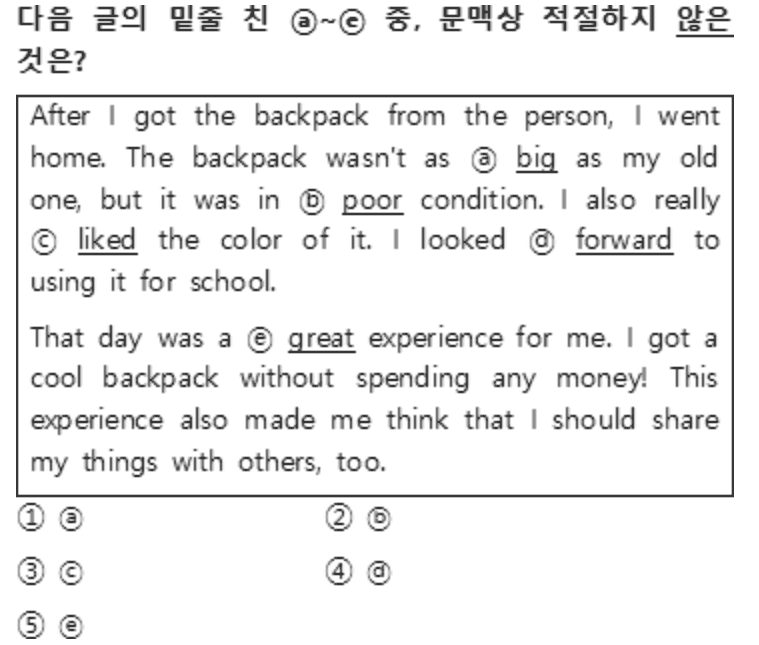 다음 글의 밑줄 친 ⓐ~ⓔ 중, 문맥상 적절하지 않은
것은?
After I got the backpack from the person, I went
home. The backpack wasn't as ⓐ big as my old
one, but it was in ⓑ poor condition. I also really
ⓒ liked the color of it. I looked ⓓ forward to
using it for school.
That day was a ⓔ great experience for me. I got a
cool backpack without spending any money! This
experience also made me think that I should share
my things with others, too.
① ⓐ ② ⓑ
③ ⓒ ④ ⓓ
⑤ ⓔ